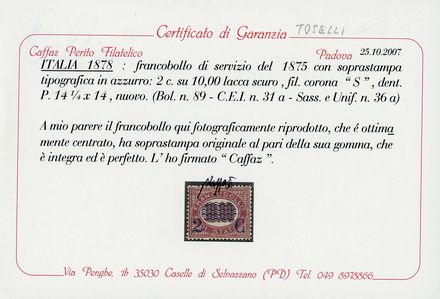 Certificato di Garanzia
TOSELLI
Caffaz Perito Filatelico
Padova 25.10.2007
ITALIA 1878 : francobollo di servizio del 1875 con soprastampa
tipografica in azzurro: 2 c. su 10,00 lacca scuro , fil. corona “ S ” , dent.
P. 14 ¼ x 14 , nuovo. (Bol. n. 89 - C.E.I. n. 31 a - Sass. e Unif. n. 36 a)
A mio parere il francobollo qui fotograficamente riprodotto, che é ottima
mente centrato, ha soprastampa originale al pari della sua gomma, che
è integra ed è perfetto. L' ho firmato “ Caffaz ”.
2 C
STATO
Via Penghe, 1b 35030 Caselle di Selvazzano (PD) Tel 049 8978866